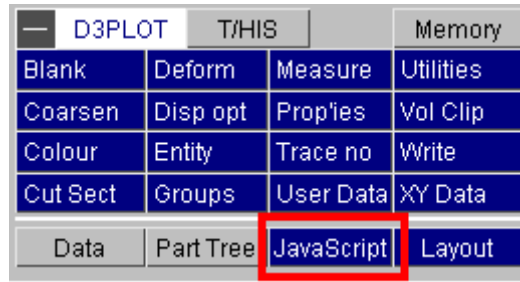 D3PLOT T/HIS Memory
Blank Deform Measure Utilities
Coarsen Disp opt Prop'ies Vol Clip
Colour Entity Trace no Write
Cut Sect Groups User Data XY Data
Data Part Tree JavaScript Layout